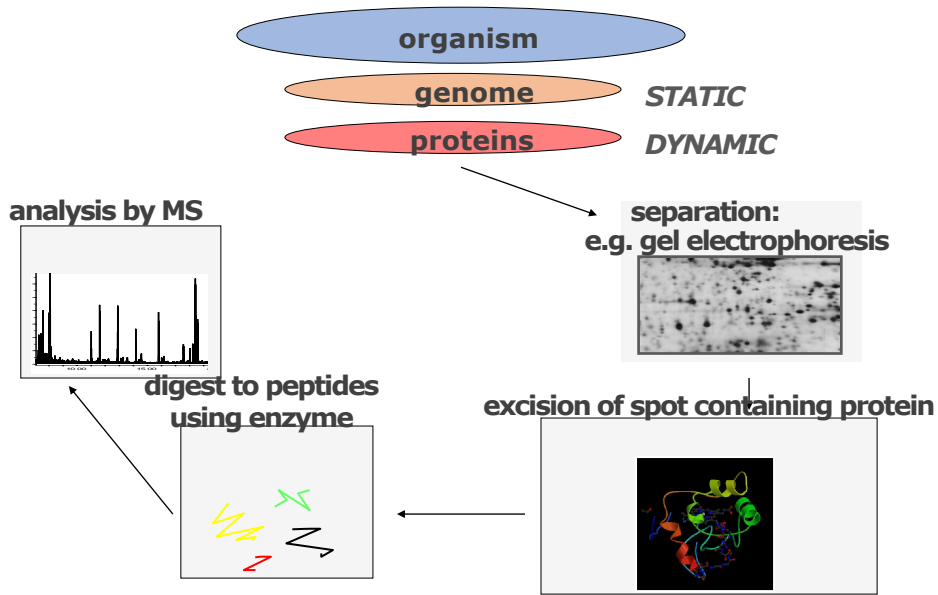 organism
genome
STATIC
proteins
DYNAMIC
analysis by MS
separation:
e.g. gel electrophoresis
10.00
15.00
digest to peptides
using enzyme
excision of spot containing protein